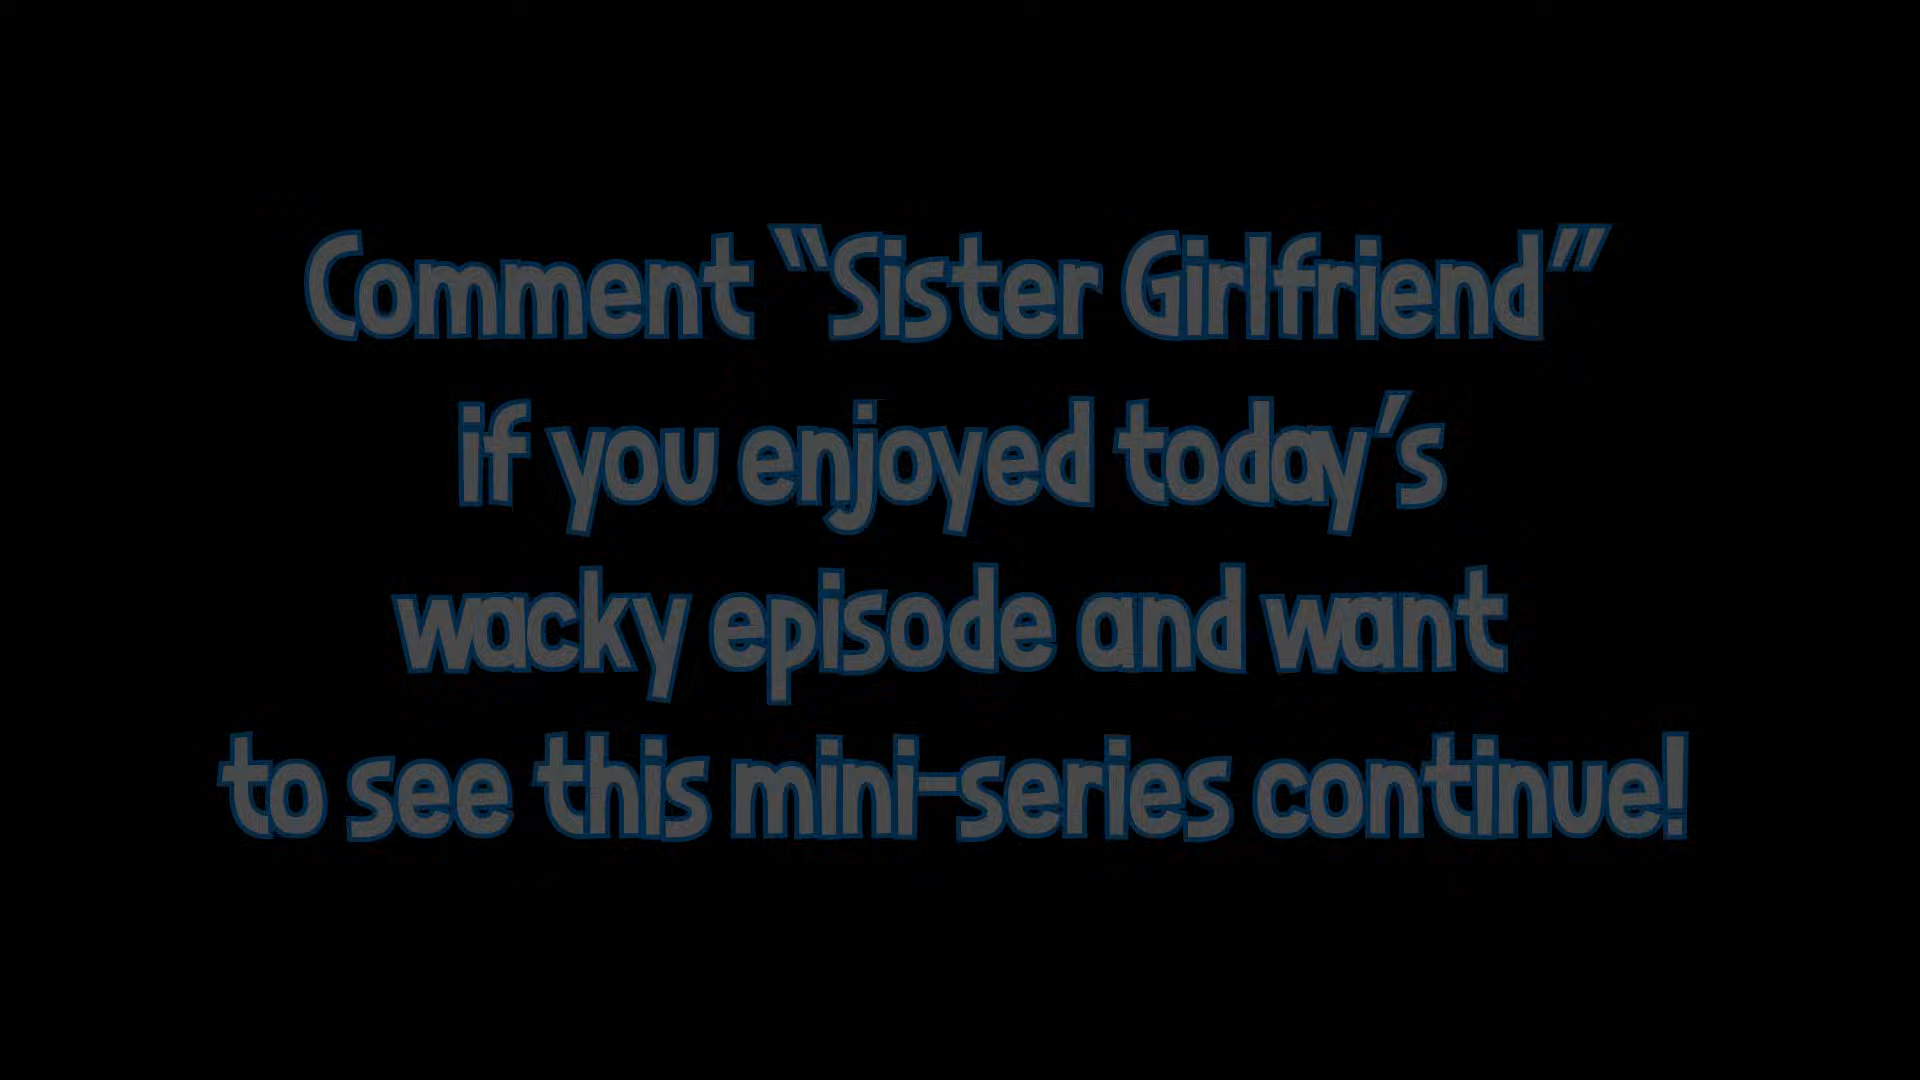 Comment “Sister Girlfriend”
if you enjoyed today’s
wacky episode and want
to see this mini-series continue!